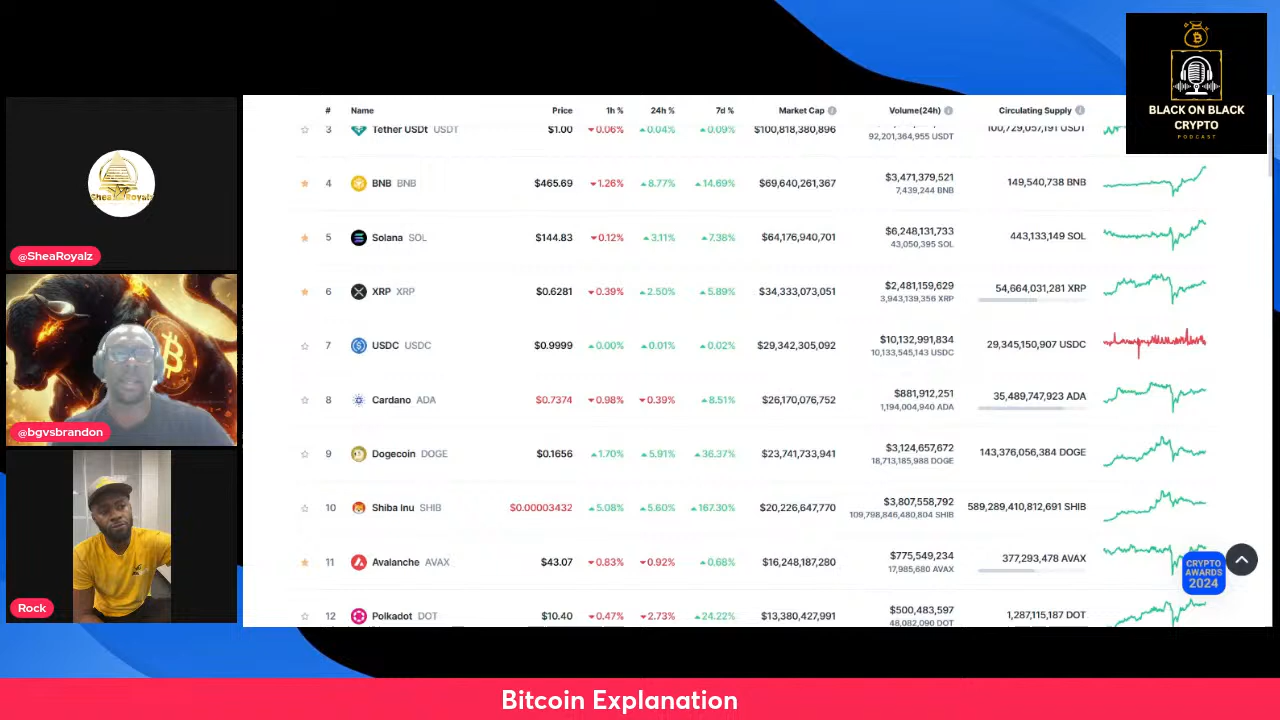 BLACK ON BLACK
CRYPTO
PODCAST
# Name Price 1h % 24h % 7d % Market Cap Volume(24h) Circulating Supply
3 Tether USDt USDT $1.00 0.06% 0.04% 0.09% $100,818,380,896 100,729,057,191 USDT
92,201,364,955 USDT
4 BNB BNB $465.69 1.26% 8.77% 14.69% $69,640,261,367 $3,471,379,521 149,540,738 BNB
7,439,244 BNB
5 Solana SOL $144.83 0.12% 3.11% 7.38% $64,176,940,701 $6,248,131,733 443,133,149 SOL
43,050,395 SOL
6 XRP XRP $0.6281 0.39% 2.50% 5.89% $34,333,073,051 $2,481,159,629 54,664,031,281 XRP
3,943,139,356 XRP
7 USDC USDC $0.9999 0.00% 0.01% 0.02% $29,342,305,092 $10,132,991,834 29,345,150,907 USDC
10,133,545,143 USDC
8 Cardano ADA $0.7374 0.98% 0.39% 8.51% $26,170,076,752 $881,912,251 35,489,747,923 ADA
1,194,004,940 ADA
9 Dogecoin DOGE $0.1656 1.70% 5.91% 36.37% $23,741,733,941 $3,124,657,672 143,376,056,384 DOGE
18,713,185,988 DOGE
10 Shiba Inu SHIB $0.00003432 5.08% 5.60% 167.30% $20,226,647,770 $3,807,558,792 589,289,410,812,691 SHIB
109,798,846,480,804 SHIB
11 Avalanche AVAX $43.07 0.83% 0.92% 0.68% $16,248,187,280 $775,549,234 377,293,478 AVAX
17,985,680 AVAX
12 Polkadot DOT $10.40 0.47% 2.73% 24.22% $13,380,427,991 $500,483,597 1,287,115,187 DOT
48,082,090 DOT
CRYPTO
AWARDS
2024
SheaRoyalz
@SheaRoyalz
@bgvsbrandon
Rock
Bitcoin Explanation